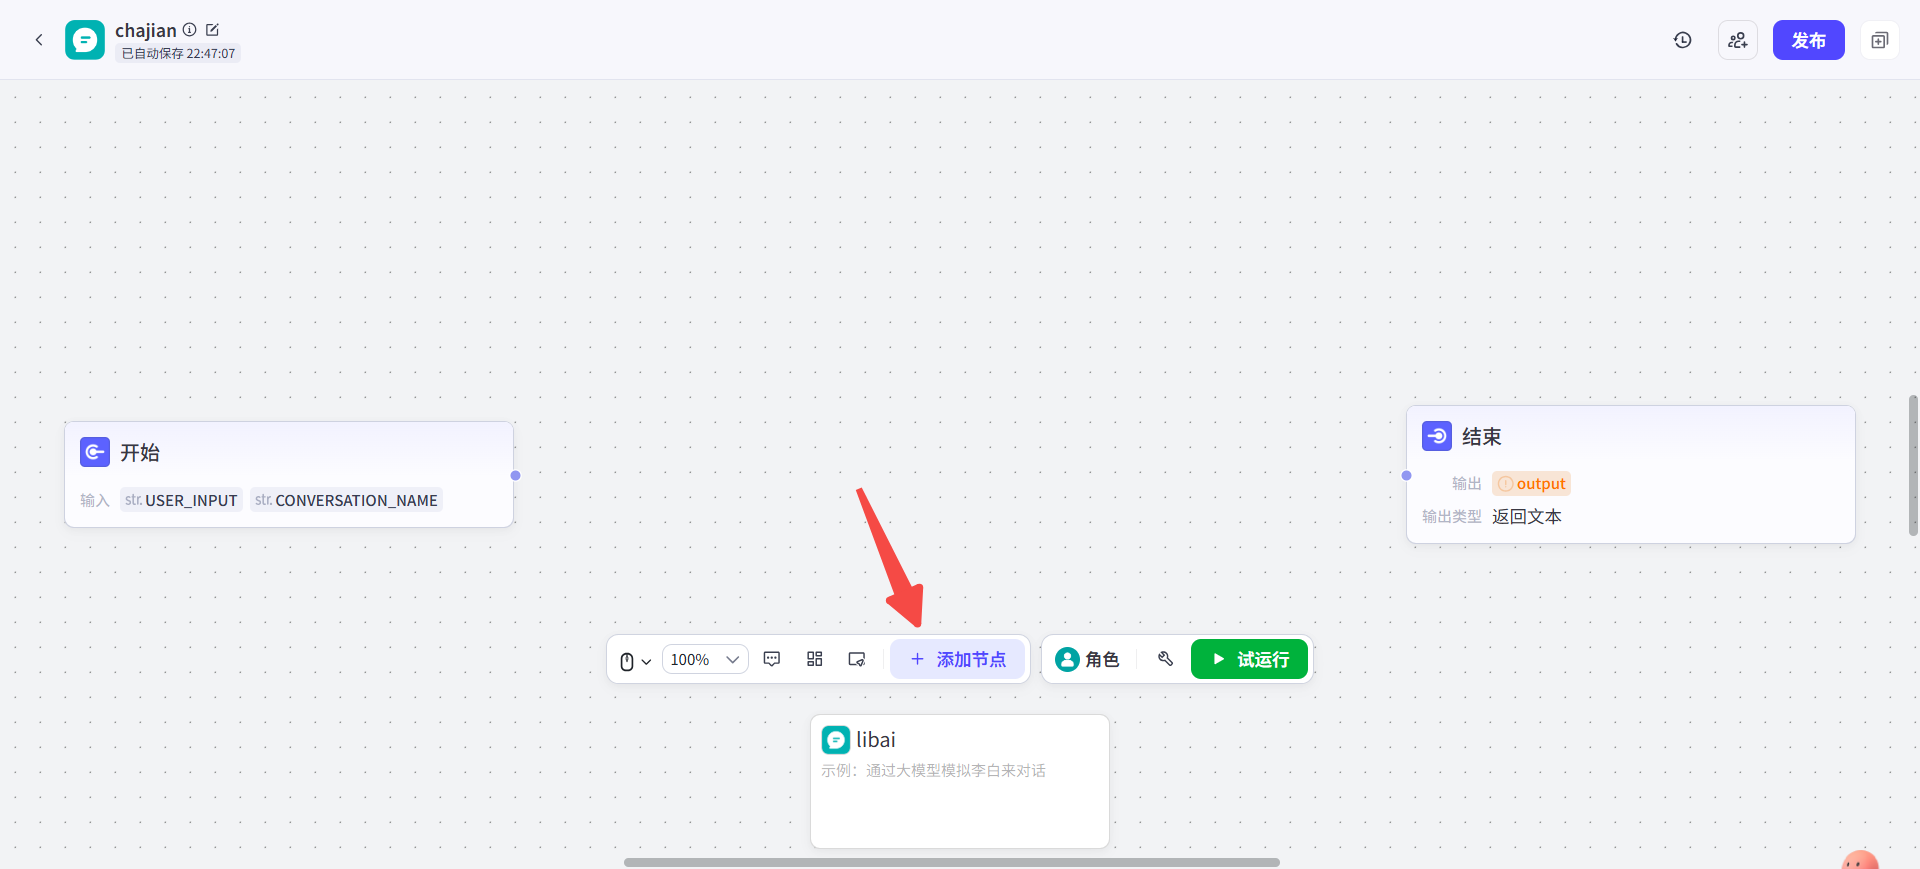 chajian
已自动保存 22:47:07
发布
开始
输入 str. USER_INPUT str. CONVERSATION_NAME
结束
输出 output
输出类型 返回文本
100%
添加节点
角色
试运行
libai
示例：通过大模型模拟李白来对话